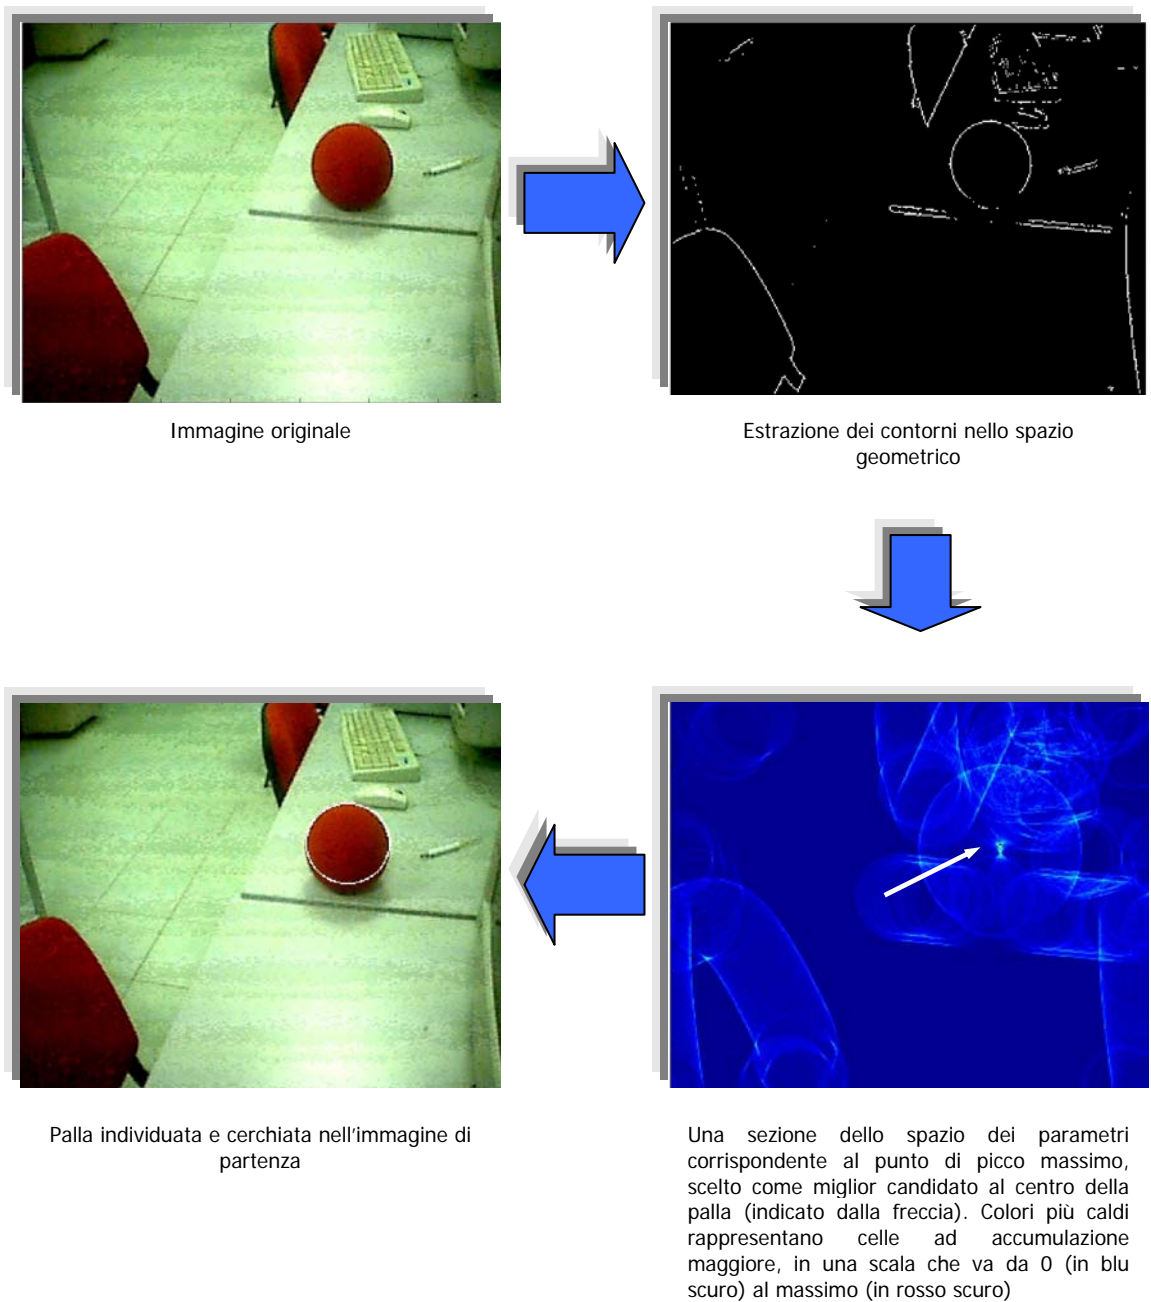 Immagine originale
Estrazione dei contorni nello spazio
geometrico
Palla individuata e cerchiata nell'immagine di
partenza
Una sezione dello spazio dei parametri
corrispondente al punto di picco massimo,
scelto come miglior candidato al centro della
palla (indicato dalla freccia). Colori più caldi
rappresentano celle ad accumulazione
maggiore, in una scala che va da 0 (in blu
scuro) al massimo (in rosso scuro)